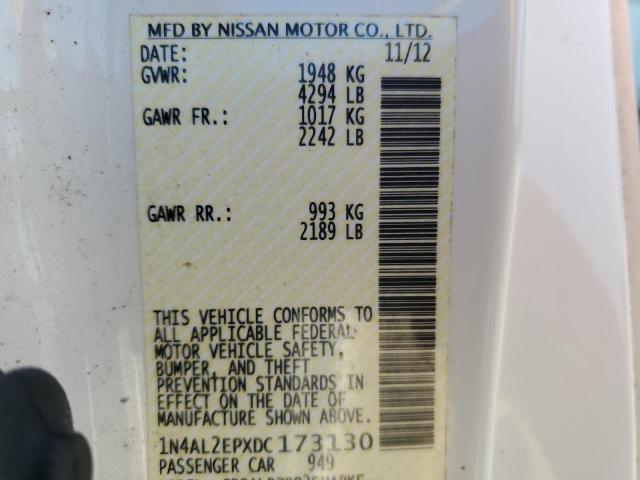 MFD BY NISSAN MOTOR CO., LTD.
DATE: 11/12
GVWR: 1948 KG
4294 LB
GAWR FR.: 1017 KG
2242 LB
GAWR RR.: 993 KG
2189 LB
THIS VEHICLE CONFORMS TO
ALL APPLICABLE FEDERAL
MOTOR VEHICLE SAFETY,
BUMPER, AND THEFT
PREVENTION STANDARDS IN
EFFECT ON THE DATE OF
MANUFACTURE SHOWN ABOVE.
1N4AL2EPXDC173130
PASSENGER CAR 949